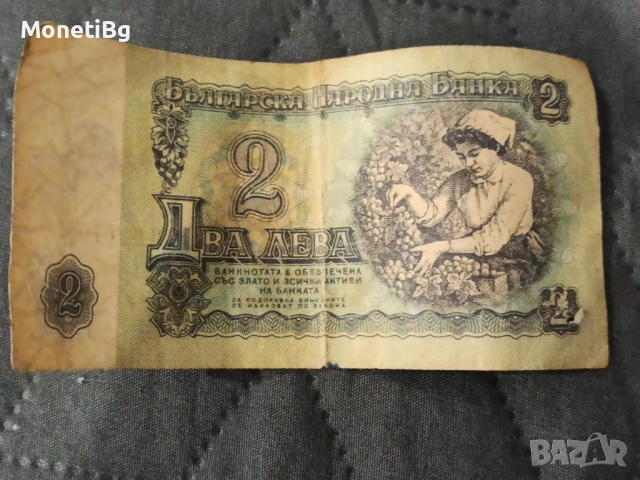 MonetiBg
БЪЛГАРСКА НАРОДНА БАНКА
2
2
ДВА ЛЕВА
БАНКНОТАТА Е ОБЕЗПЕЧЕНА
СЪС ЗЛАТО И ВСИЧКИ АКТИВИ
НА БАНКАТА
ЗА ПОДПРАВКА ВИНОВНИТЕ
СЕ НАКАЗВАТ ПО ЗАКОНА
2
2
BAZAR